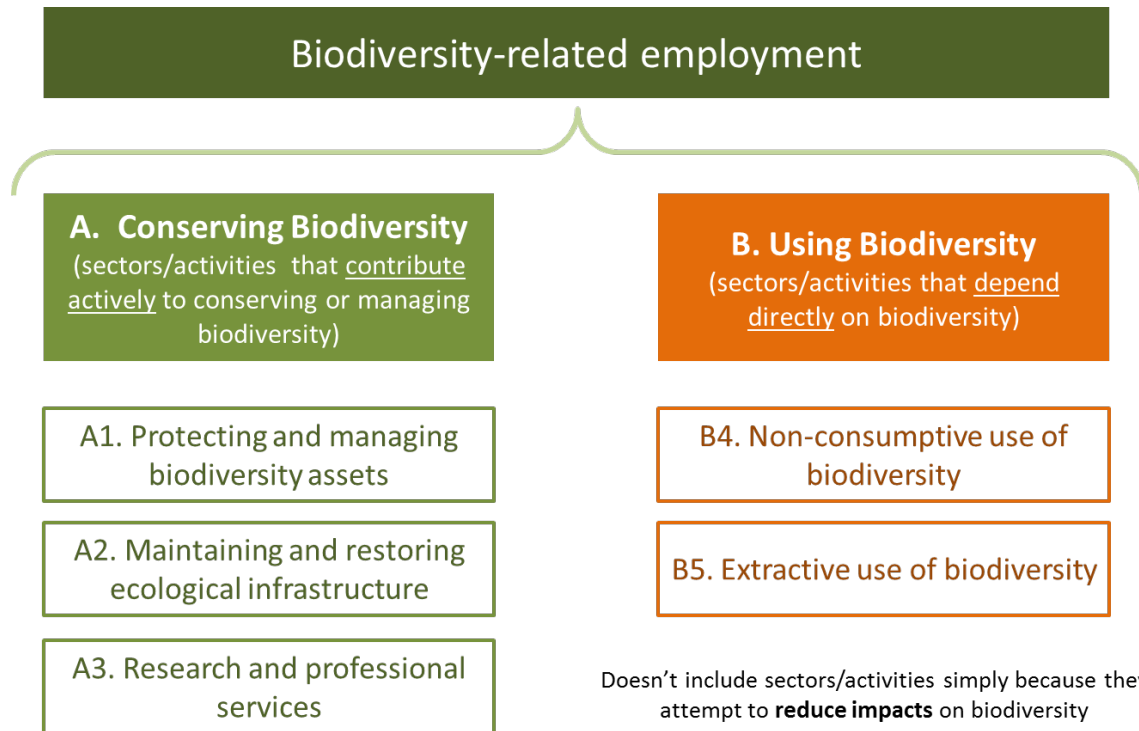 Biodiversity-related employment
A. Conserving Biodiversity
(sectors/activities that contribute
actively to conserving or managing
biodiversity)
A1. Protecting and managing
biodiversity assets
A2. Maintaining and restoring
ecological infrastructure
A3. Research and professional
services
B. Using Biodiversity
(sectors/activities that depend
directly on biodiversity)
B4. Non-consumptive use of
biodiversity
B5. Extractive use of biodiversity
Doesn’t include sectors/activities simply because they
attempt to reduce impacts on biodiversity